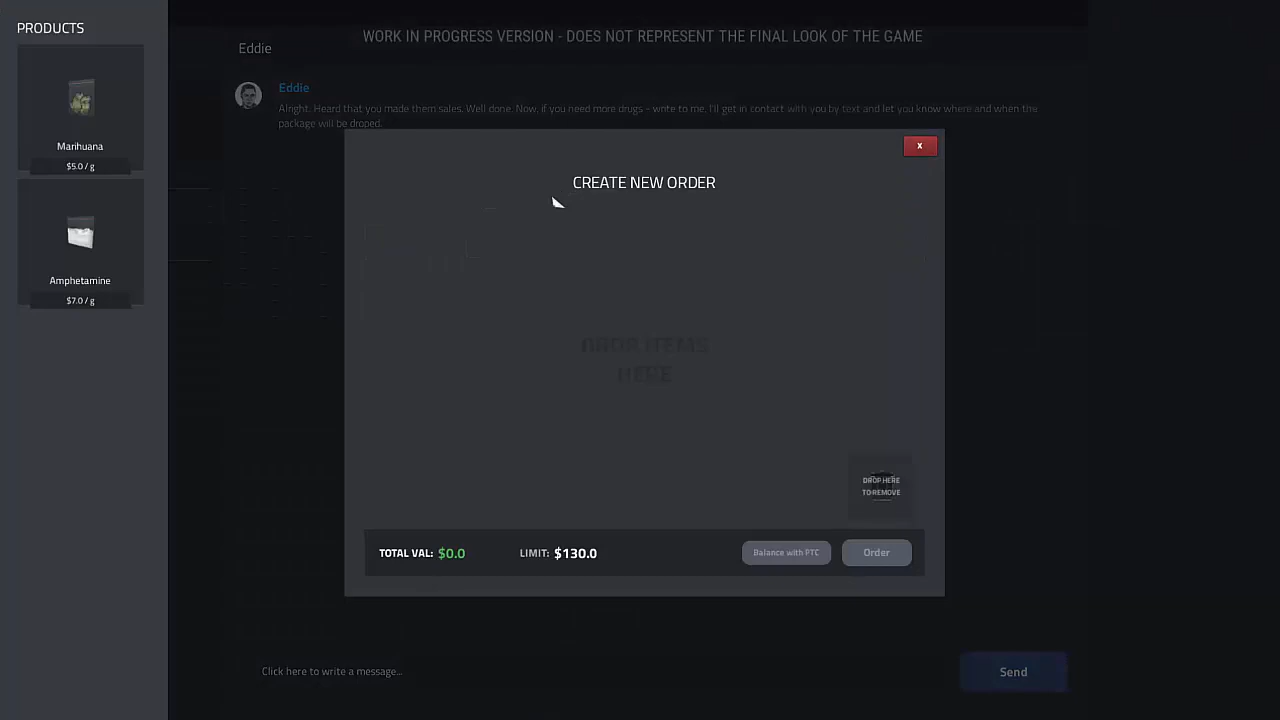 PRODUCTS
WORK IN PROGRESS VERSION - DOES NOT REPRESENT THE FINAL LOOK OF THE GAME
Eddie
Eddie
Alright. Heard that you made them sales. Well done. Now, if you need more drugs - write to me. I'll get in contact with you by text and let you know where and when the
package will be droped.
Marihuana
$5.0 / g
Amphetamine
$7.0 / g
x
CREATE NEW ORDER
DROP ITEMS
HERE
DROP HERE
TO REMOVE
TOTAL VAL: $0.0 LIMIT: $130.0 Balance with PTC Order
Click here to write a message... Send